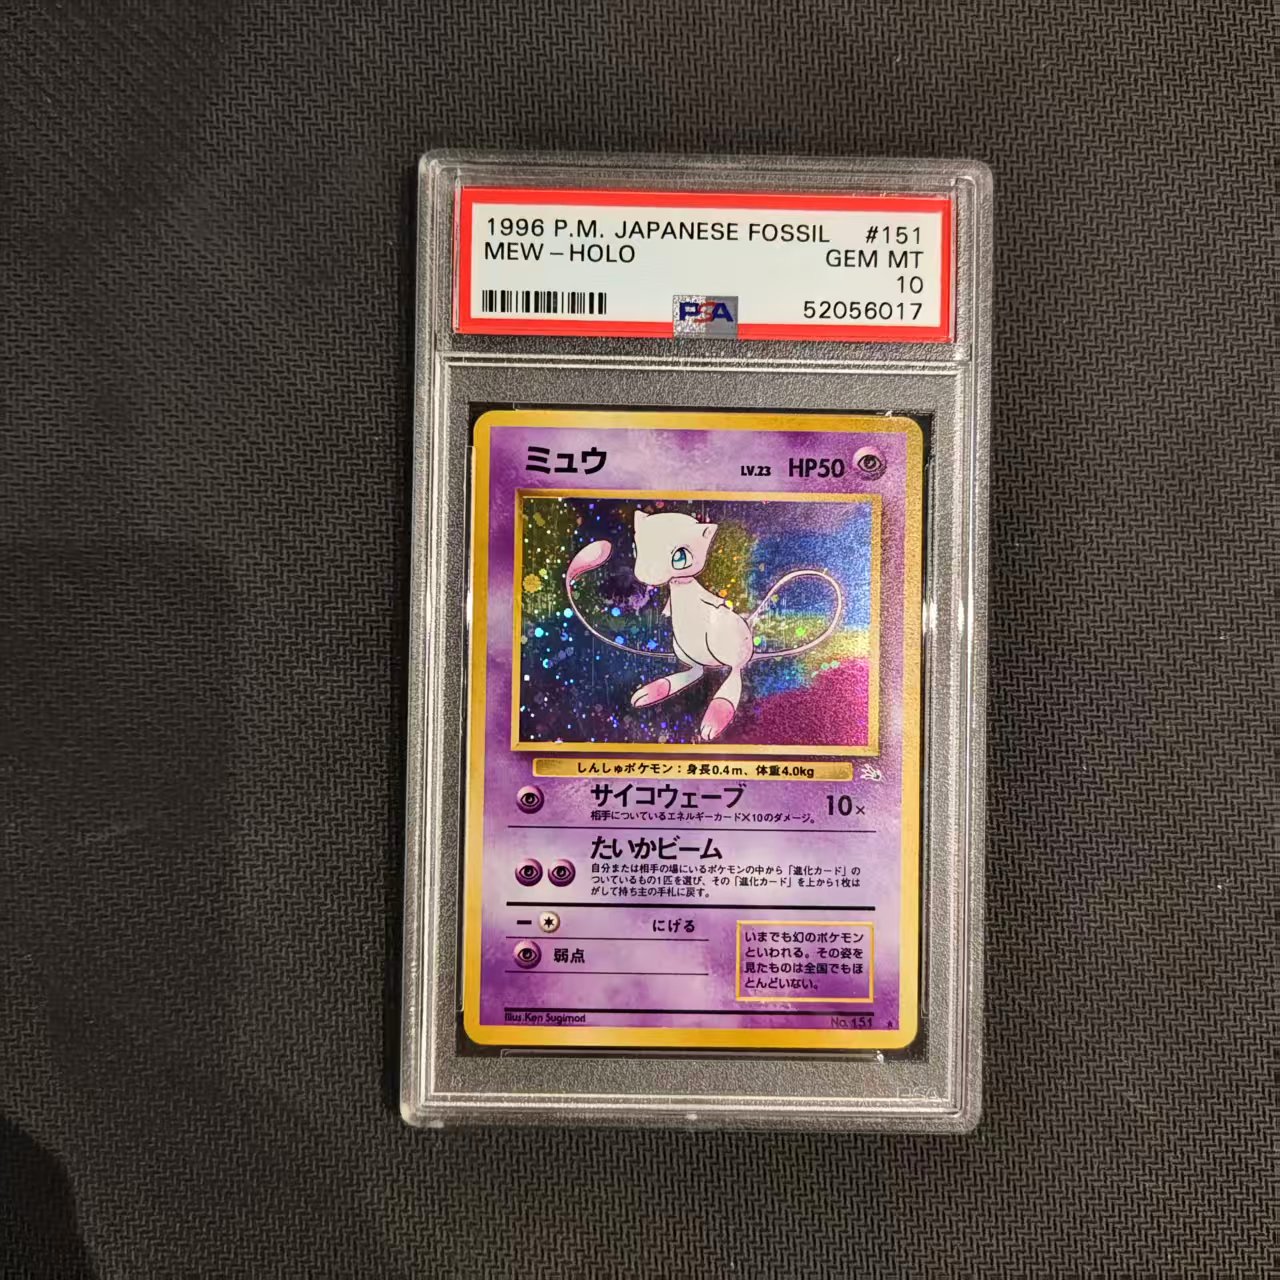 1996 P.M. JAPANESE FOSSIL #151
MEW - HOLO GEM MT
10
52056017
PSA
ミュウ LV.23 HP50
しんしゅポケモン：身長0.4m、体重4.0kg
サイコウェーブ 10×
相手についているエネルギーカード×10のダメージ。
たいかビーム
自分または相手の場にいるポケモンの中から「進化カード」の
ついているもの1匹を選び、その「進化カード」を上から1枚は
がして持ち主の手札に戻す。
にげる
弱点
いまでも幻のポケモン
といわれる。その姿を
見たものは全国でもほ
とんどいない。
Illus.Ken Sugimori
No.151
PSA